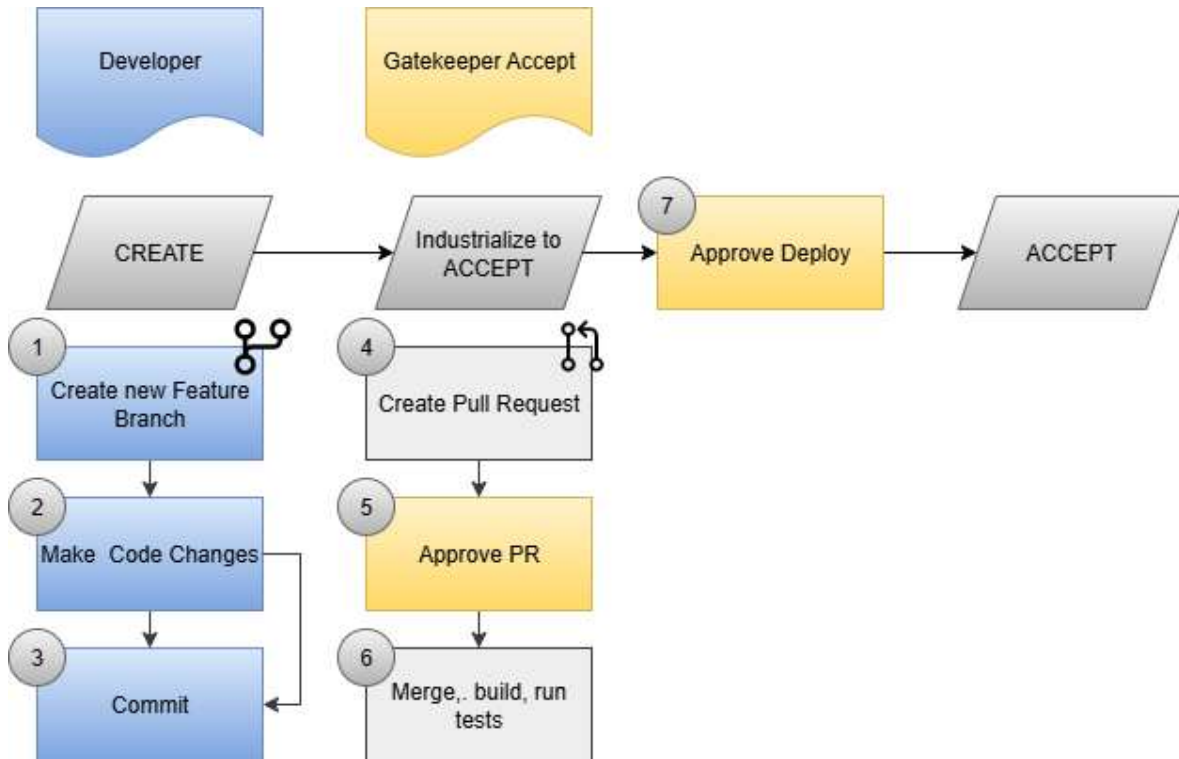 Developer
Gatekeeper Accept
CREATE
Industrialize to
ACCEPT
7
Approve Deploy
ACCEPT
1
Create new Feature
Branch
4
Create Pull Request
2
Make  Code Changes
5
Approve PR
3
Commit
6
Merge,. build, run
tests